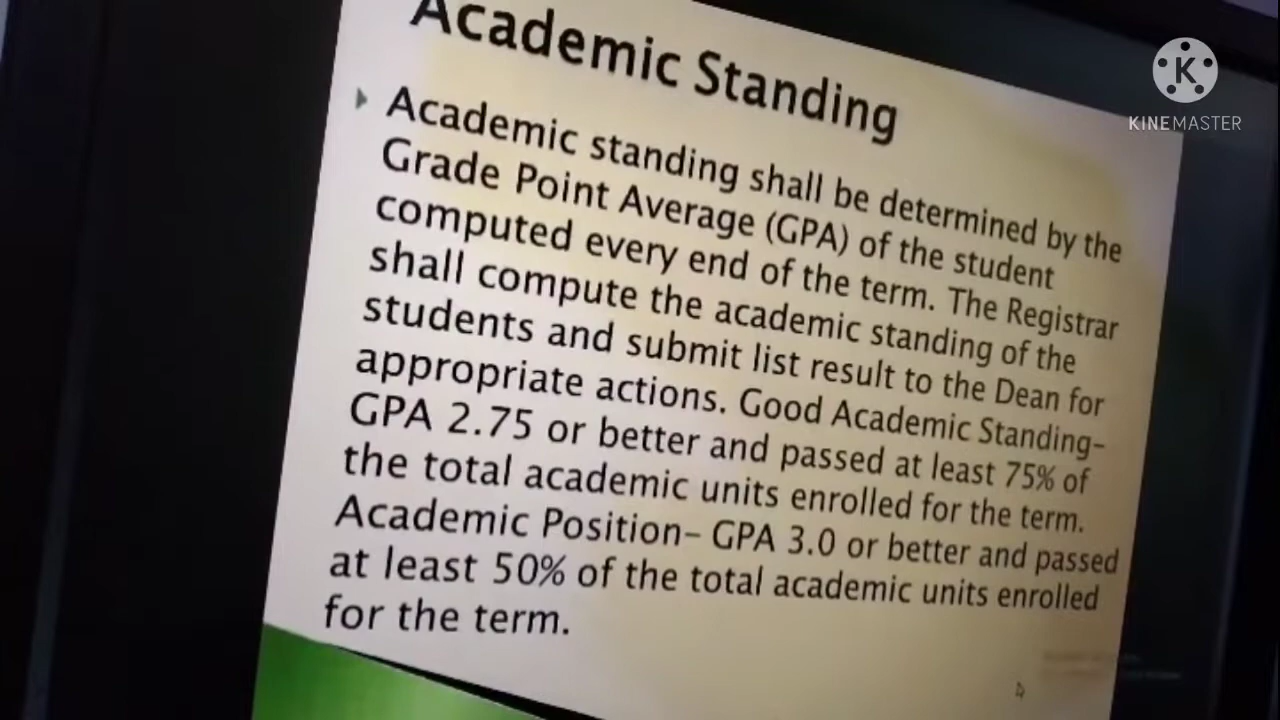 Academic Standing
Academic standing shall be determined by the
Grade Point Average (GPA) of the student
computed every end of the term. The Registrar
shall compute the academic standing of the
students and submit list result to the Dean for
appropriate actions. Good Academic Standing-
GPA 2.75 or better and passed at least 75% of
the total academic units enrolled for the term.
Academic Position- GPA 3.0 or better and passed
at least 50% of the total academic units enrolled
for the term.
K
KINEMASTER